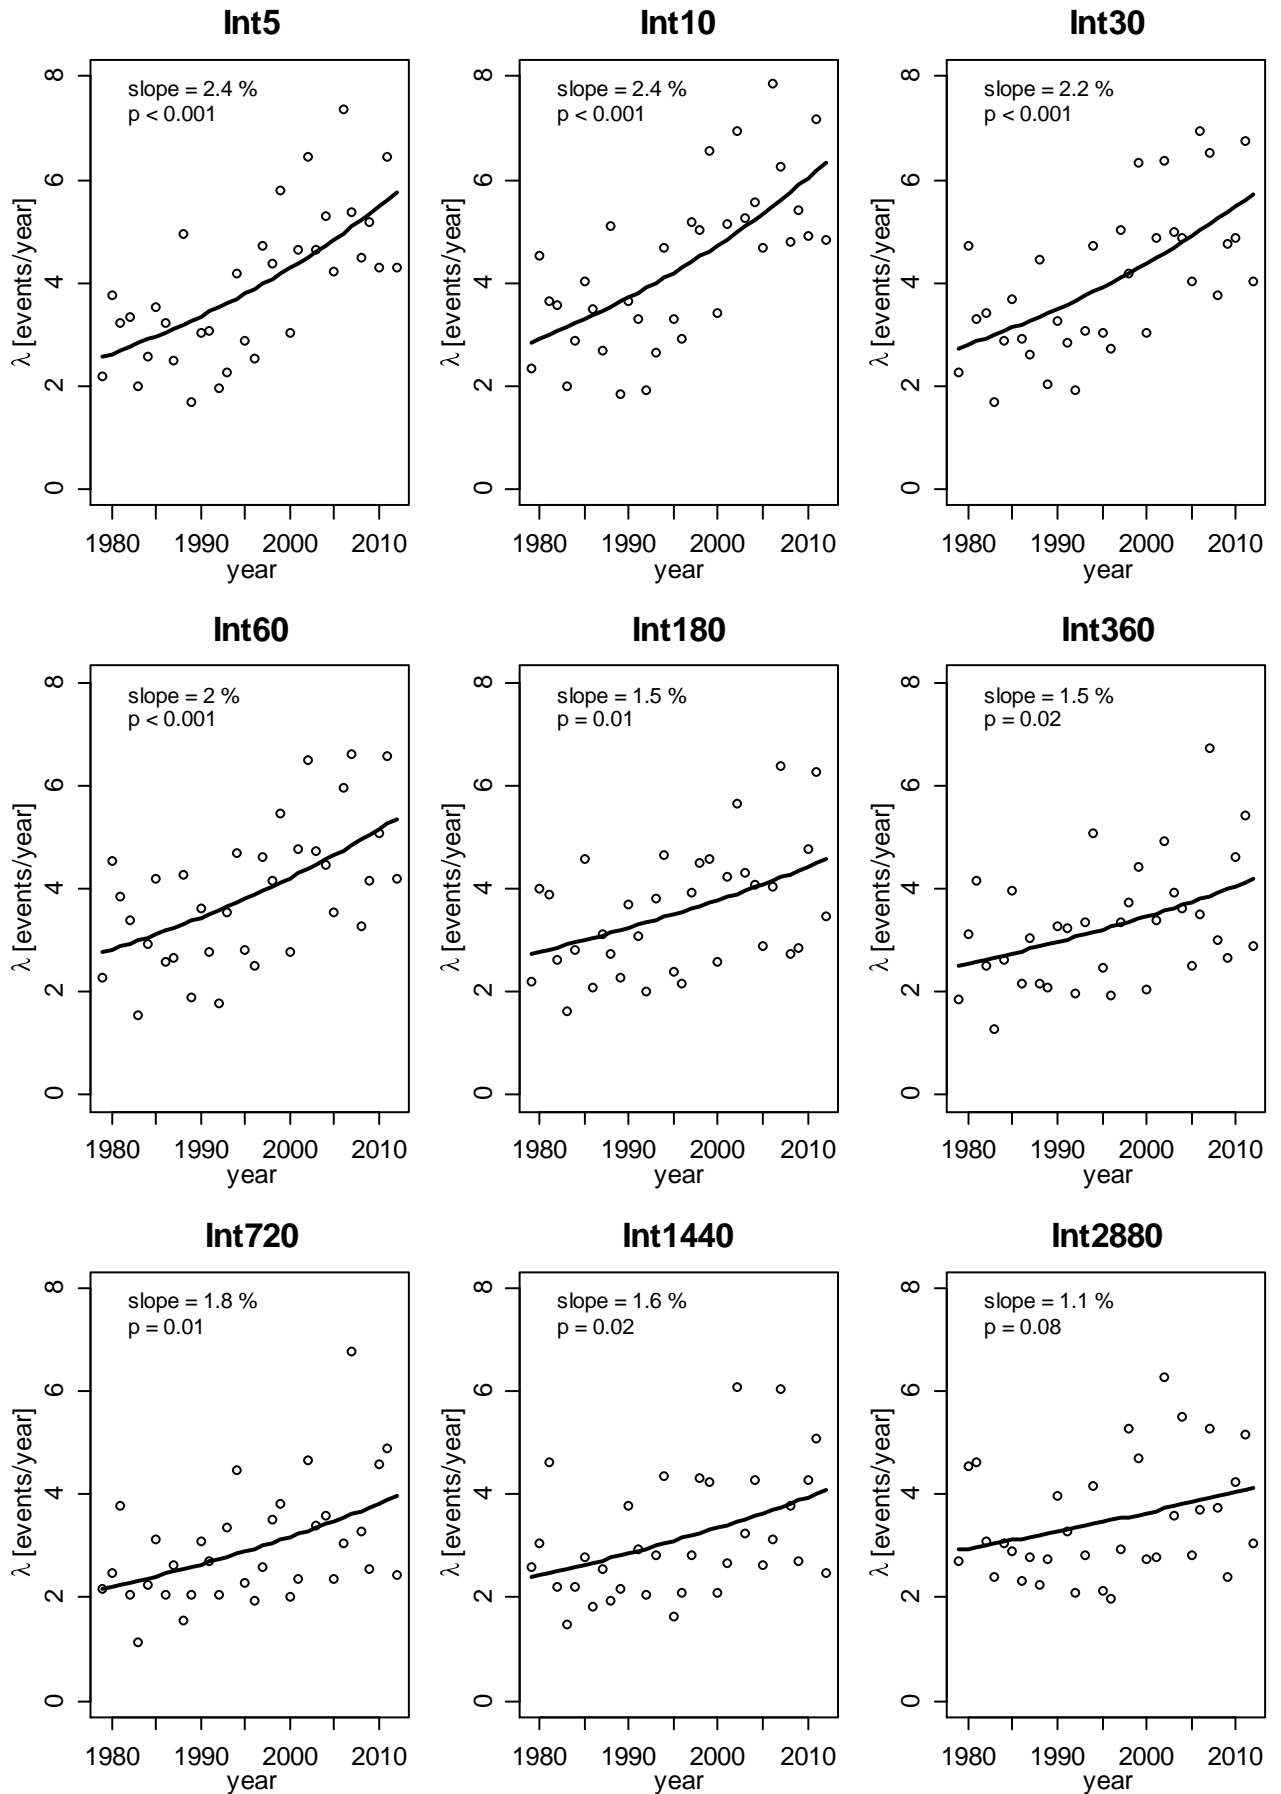 Int5
slope = 2.4 %
p < 0.001
8
6
4
2
0
λ [events/year]
1980 1990 2000 2010
year
Int10
slope = 2.4 %
p < 0.001
8
6
4
2
0
λ [events/year]
1980 1990 2000 2010
year
Int30
slope = 2.2 %
p < 0.001
8
6
4
2
0
λ [events/year]
1980 1990 2000 2010
year
Int60
slope = 2 %
p < 0.001
8
6
4
2
0
λ [events/year]
1980 1990 2000 2010
year
Int180
slope = 1.5 %
p = 0.01
8
6
4
2
0
λ [events/year]
1980 1990 2000 2010
year
Int360
slope = 1.5 %
p = 0.02
8
6
4
2
0
λ [events/year]
1980 1990 2000 2010
year
Int720
slope = 1.8 %
p = 0.01
8
6
4
2
0
λ [events/year]
1980 1990 2000 2010
year
Int1440
slope = 1.6 %
p = 0.02
8
6
4
2
0
λ [events/year]
1980 1990 2000 2010
year
Int2880
slope = 1.1 %
p = 0.08
8
6
4
2
0
λ [events/year]
1980 1990 2000 2010
year